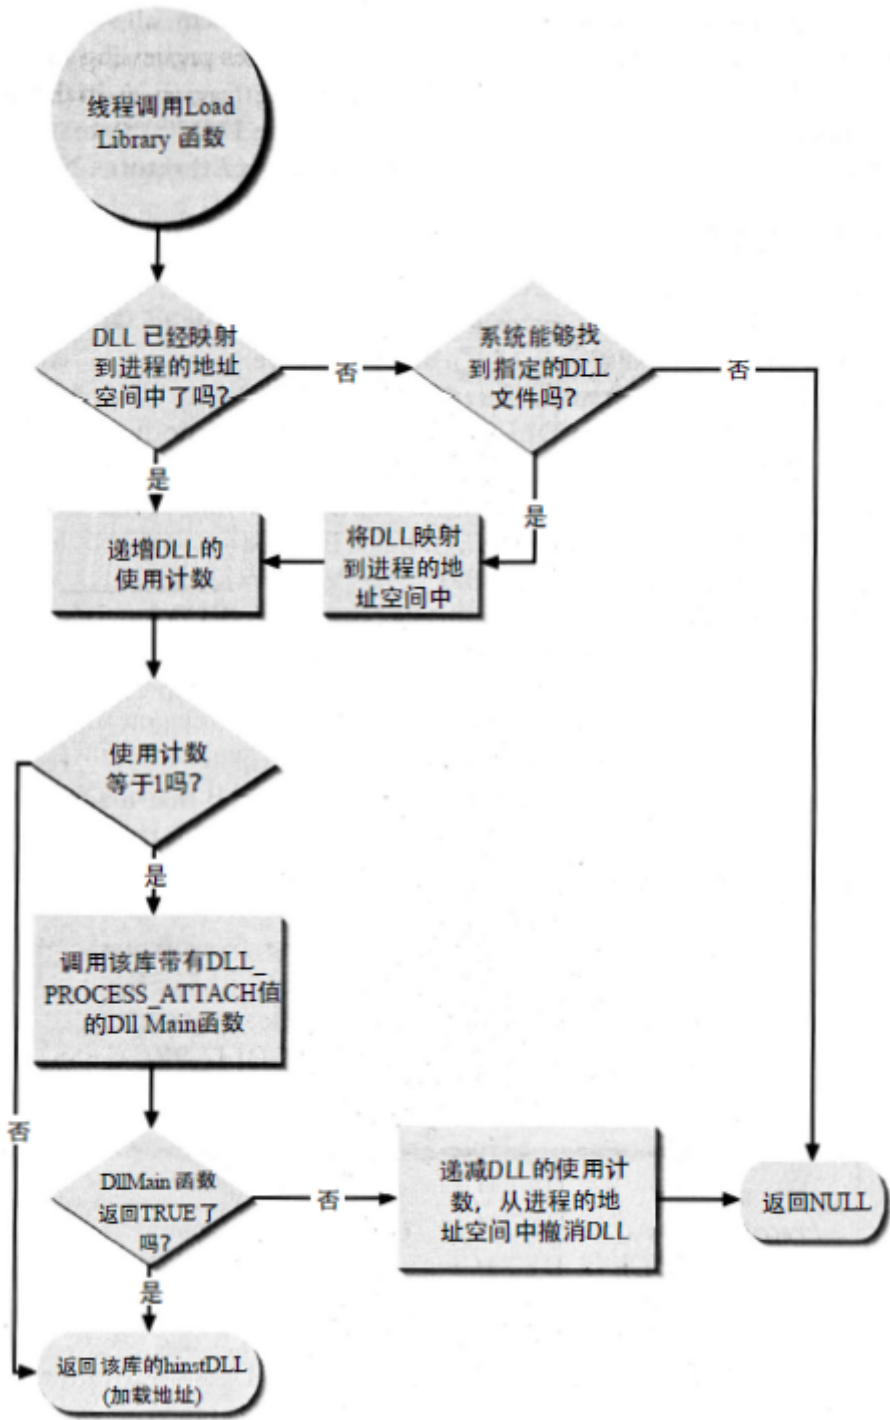 线程调用Load
Library 函数
DLL 已经映射
到进程的地址
空间中了吗?
否
系统能够找
到指定的DLL
文件吗?
否
是
是
递增DLL的
使用计数
将DLL映射
到进程的地
址空间中
使用计数
等于1吗?
是
调用该库带有DLL_
PROCESS_ATTACH值
的Dll Main函数
否
DllMain 函数
返回TRUE了
吗?
否
递减DLL的使用计
数，从进程的地
址空间中撤消DLL
返回NULL
是
返回该库的hinstDLL
(加载地址)